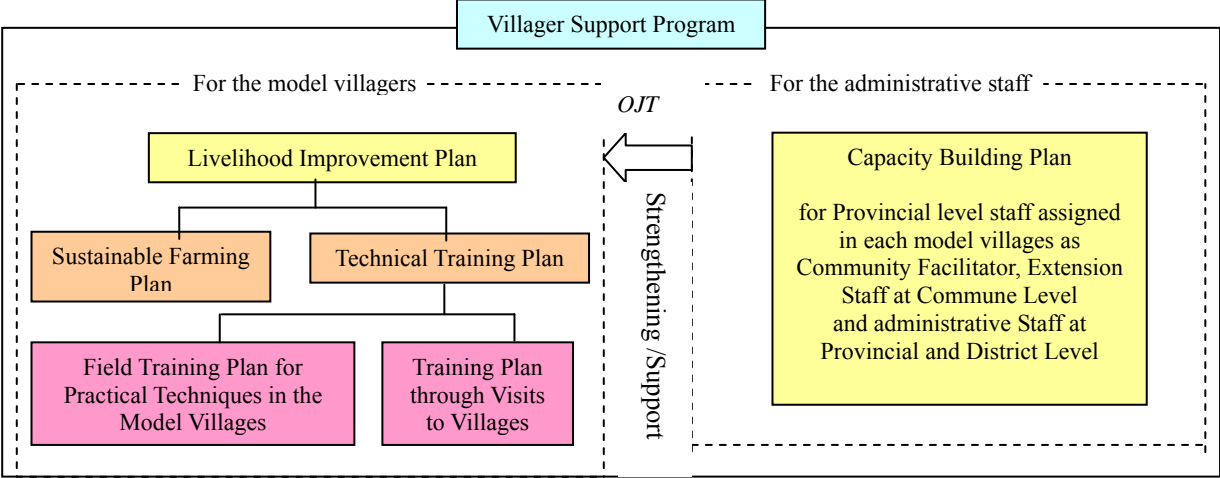 Villager Support Program
For the model villagers
Livelihood Improvement Plan
Sustainable Farming
Plan
Technical Training Plan
Field Training Plan for
Practical Techniques in the
Model Villages
Training Plan
through Visits
to Villages
OJT
Strengthening /Support
For the administrative staff
Capacity Building Plan
for Provincial level staff assigned
in each model villages as
Community Facilitator, Extension
Staff at Commune Level
and administrative Staff at
Provincial and District Level